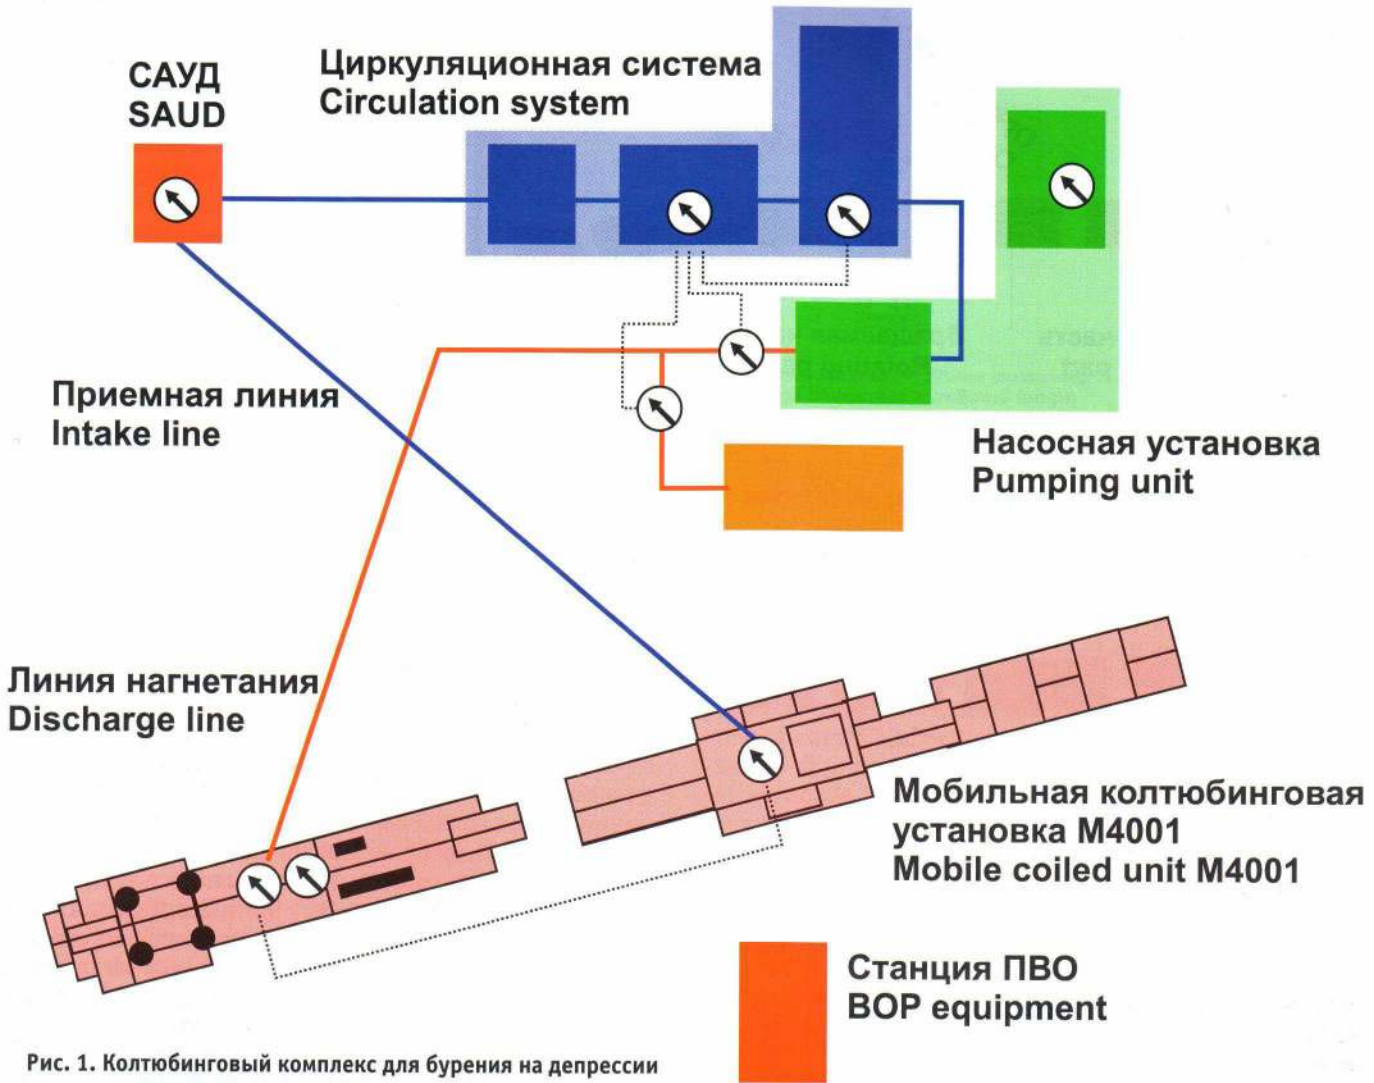 САУД
SAUD
Циркуляционная система
Circulation system
Приемная линия
Intake line
Насосная установка
Pumping unit
Линия нагнетания
Discharge line
Мобильная колтюбинговая
установка М4001
Mobile coiled unit M4001
Станция ПВО
BOP equipment
Рис. 1. Колтюбинговый комплекс для бурения на депрессии